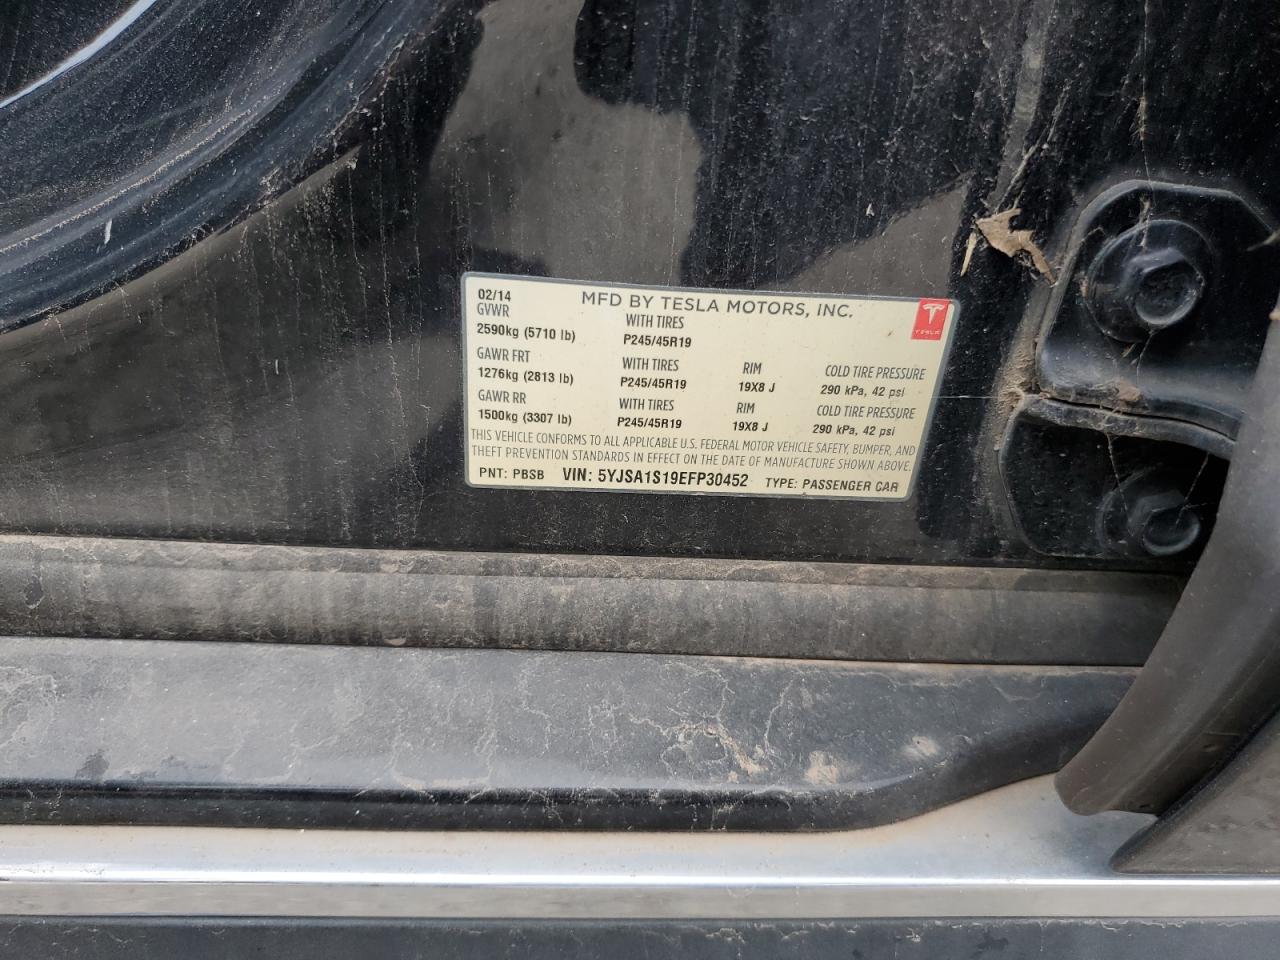 02/14 MFD BY TESLA MOTORS, INC.
GVWR WITH TIRES
2590kg (5710 lb) P245/45R19
GAWR FRT WITH TIRES RIM COLD TIRE PRESSURE
1276kg (2813 lb) P245/45R19 19X8 J 290 kPa, 42 psi
GAWR RR WITH TIRES RIM COLD TIRE PRESSURE
1500kg (3307 lb) P245/45R19 19X8 J 290 kPa, 42 psi
THIS VEHICLE CONFORMS TO ALL APPLICABLE U.S. FEDERAL MOTOR VEHICLE SAFETY, BUMPER, AND
THEFT PREVENTION STANDARDS IN EFFECT ON THE DATE OF MANUFACTURE SHOWN ABOVE.
PNT: PBSB VIN: 5YJSA1S19EFP30452 TYPE: PASSENGER CAR
TESLA